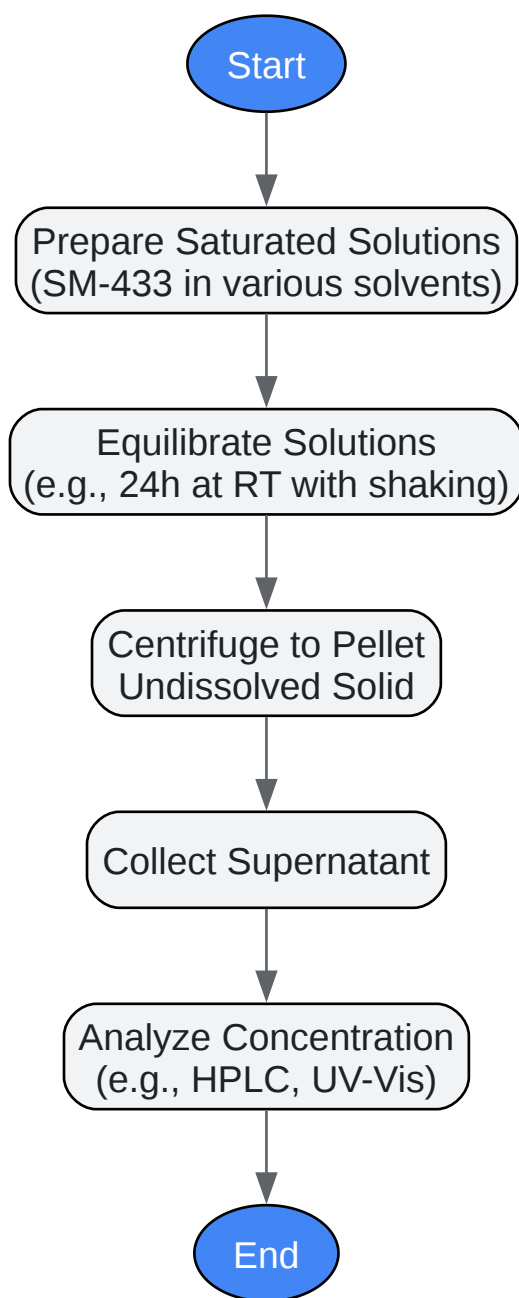 Start
Prepare Saturated Solutions
(SM-433 in various solvents)
Equilibrate Solutions
(e.g., 24h at RT with shaking)
Centrifuge to Pellet
Undissolved Solid
Collect Supernatant
Analyze Concentration
(e.g., HPLC, UV-Vis)
End